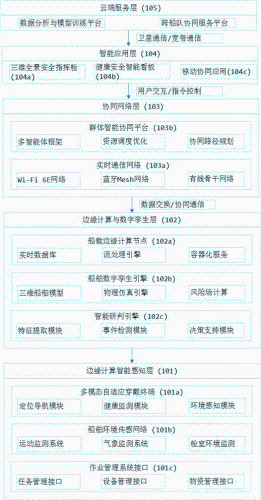 云端服务层 (105)
数据分析与模型训练平台 跨船队协同服务平台
卫星通信/宽带通信
智能应用层 (104)
三维全景安全指挥舱 (104a) 健康安全智能看板 (104b) 移动协同应用(104c)
用户交互/指令控制
协同网络层 (103)
群体智能协同平台 (103b)
多智能体框架 资源调度优化 协同路径规划
实时通信网络 (103a)
Wi-Fi 6E网络 蓝牙Mesh网络 有线骨干网络
数据交换/协同通信
边缘计算与数字孪生层 (102)
船载边缘计算节点 (102a)
实时数据库 流处理引擎 容器化服务
船舶数字孪生引擎 (102b)
三维船舶模型 物理仿真引擎 风险场计算
智能研判引擎 (102c)
特征提取模块 事件检测模块 决策支持模块
边缘计算智能感知层 (101)
多模态自适应穿戴终端 (101a)
定位导航模块 健康监测模块 环境感知模块
船舶环境传感网络 (101b)
运动监测系统 气象监测系统 舱室环境监测
作业管理系统接口 (101c)
任务管理接口 设备管理接口 物资管理接口